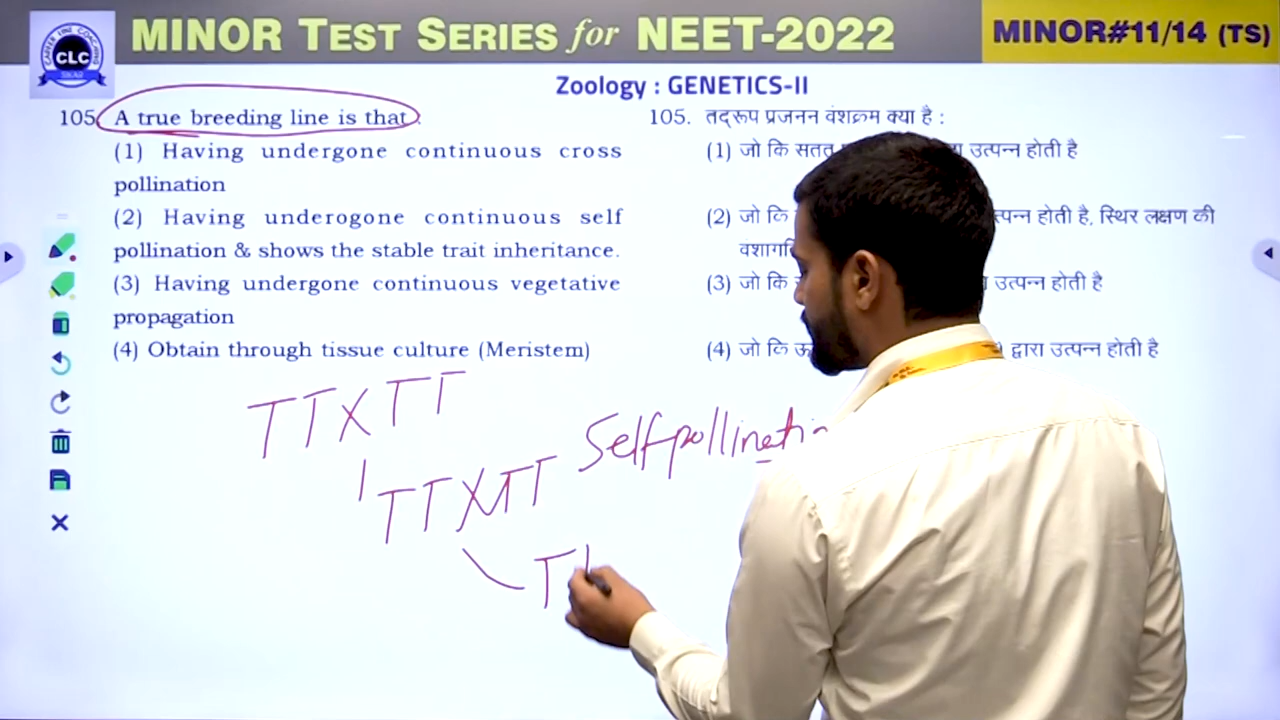 MINOR TEST SERIES for NEET-2022
MINOR#11/14 (TS)
CLC
SIKAR
Zoology : GENETICS-II
105. A true breeding line is that :
(1) Having undergone continuous cross
pollination
(2) Having underogone continuous self
pollination & shows the stable trait inheritance.
(3) Having undergone continuous vegetative
propagation
(4) Obtain through tissue culture (Meristem)
105. तद्रूप प्रजनन वंशक्रम क्या है :
(1) जो कि सतत उत्पन्न होती है
(2) जो कि होती है, स्थिर लक्षण की
(3) जो कि उत्पन्न होती है
(4) जो कि द्वारा उत्पन्न होती है
TT X TT
Self pollinatio
TT X TT
T